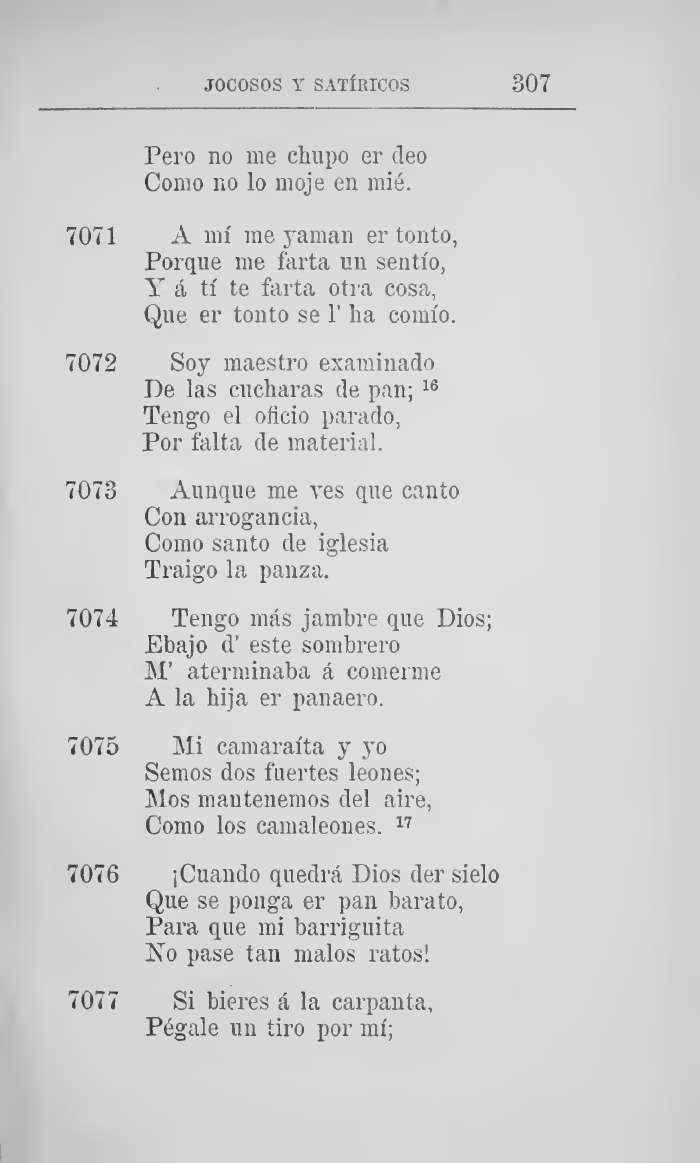 JOCOSOS Y SATÍRICOS 307
Pero no me chupo er deo
Como no lo moje en mié.
7071 A mí me yaman er tonto,
Porque me farta un sentío,
Y á tí te farta otra cosa,
Que er tonto se l' ha comío.
7072 Soy maestro examinado
De las cucharas de pan; 16
Tengo el oficio parado,
Por falta de material.
7073 Aunque me ves que canto
Con arrogancia,
Como santo de iglesia
Traigo la panza.
7074 Tengo más jambre que Dios;
Ebajo d' este sombrero
M' aterminaba á comerme
A la hija er panaero.
7075 Mi camaraíta y yo
Semos dos fuertes leones;
Mos mantenemos del aire,
Como los camaleones. 17
7076 ¡Cuando quedrá Dios der sielo
Que se ponga er pan barato,
Para que mi barriguita
No pase tan malos ratos!
7077 Si bieres á la carpanta,
Pégale un tiro por mí;